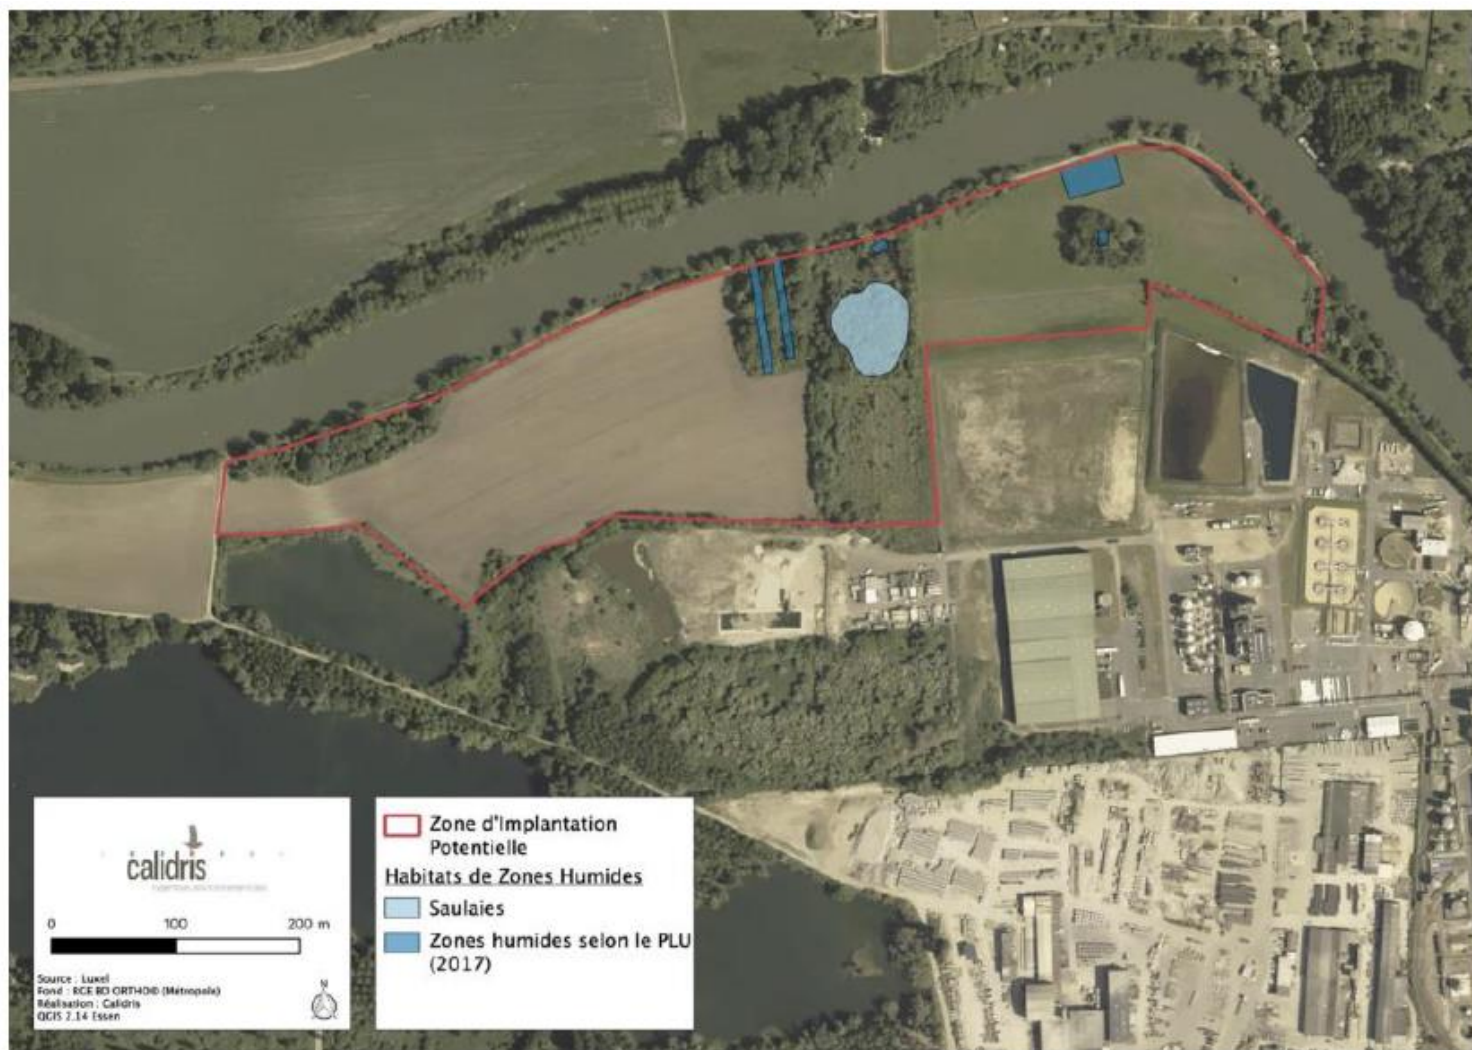 calidris
0 100 200 m
Source : Luxel
Fond : RGE BD ORTHO® (Métropole)
Réalisation : Calidris
QGIS 2.14 Essen
N
Zone d'Implantation
Potentielle
Habitats de Zones Humides
Saulaies
Zones humides selon le PLU
(2017)